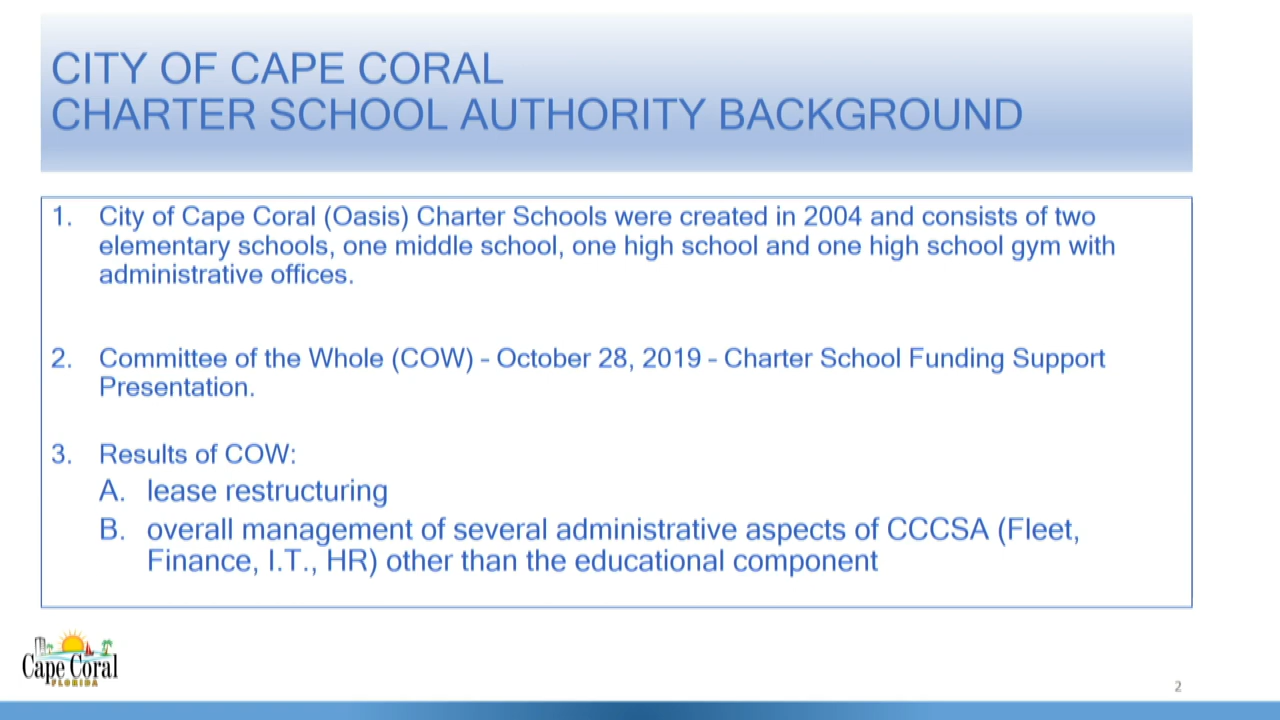 CITY OF CAPE CORAL
CHARTER SCHOOL AUTHORITY BACKGROUND
1. City of Cape Coral (Oasis) Charter Schools were created in 2004 and consists of two
elementary schools, one middle school, one high school and one high school gym with
administrative offices.
2. Committee of the Whole (COW) - October 28, 2019 - Charter School Funding Support
Presentation.
3. Results of COW:
A. lease restructuring
B. overall management of several administrative aspects of CCCSA (Fleet,
Finance, I.T., HR) other than the educational component
Cape Coral
FLORIDA
2